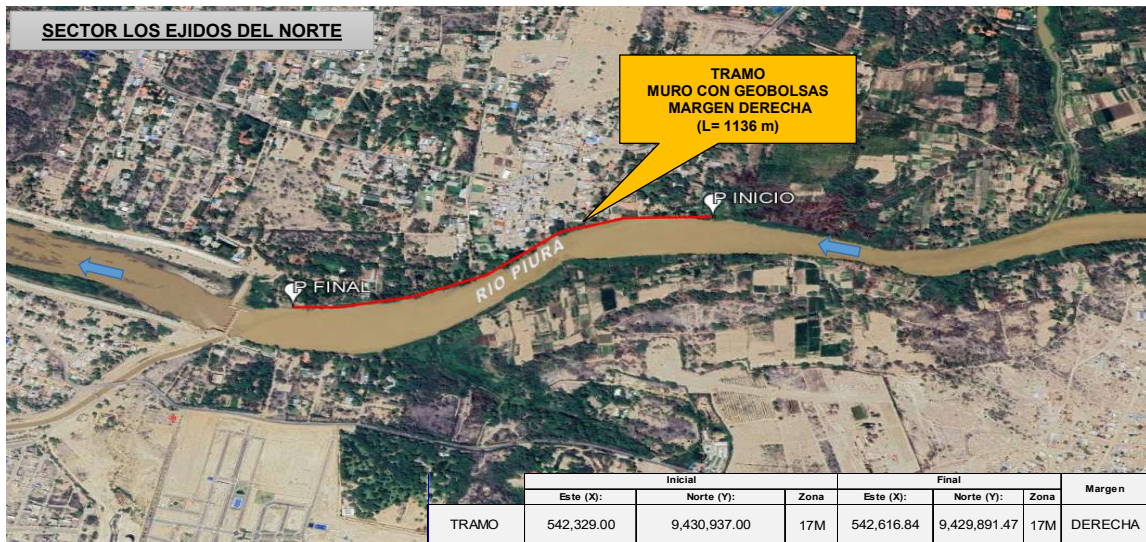 SECTOR LOS EJIDOS DEL NORTE
TRAMO
MURO CON GEOBOLSAS
MARGEN DERECHA
(L= 1136 m)
P INICIO
RIO PIURA
P FINAL
Inicial Final Margen
Este (X): Norte (Y): Zona Este (X): Norte (Y): Zona
TRAMO 542,329.00 9,430,937.00 17M 542,616.84 9,429,891.47 17M DERECHA